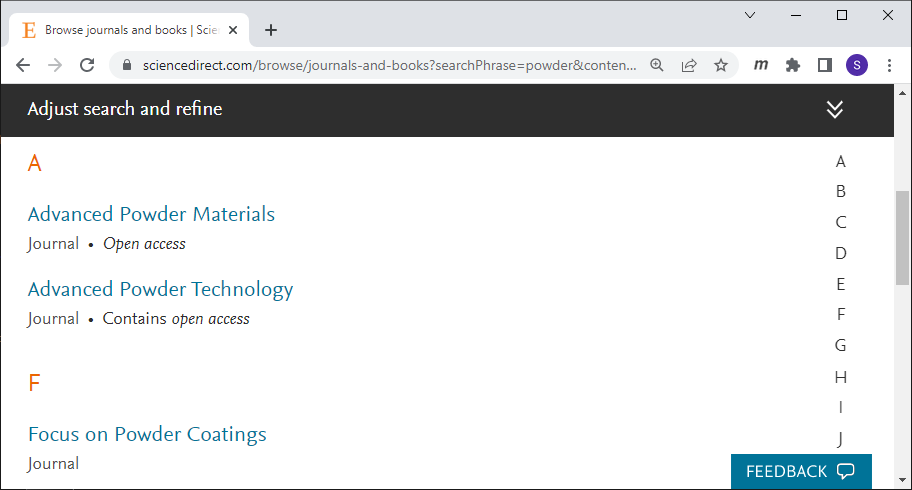 Browse journals and books | Scie
sciencedirect.com/browse/journals-and-books?searchPhrase=powder&conten...
m
S
Adjust search and refine
A
Advanced Powder Materials
Journal • Open access
Advanced Powder Technology
Journal • Contains open access
F
Focus on Powder Coatings
Journal
A
B
C
D
E
F
G
H
I
J
FEEDBACK